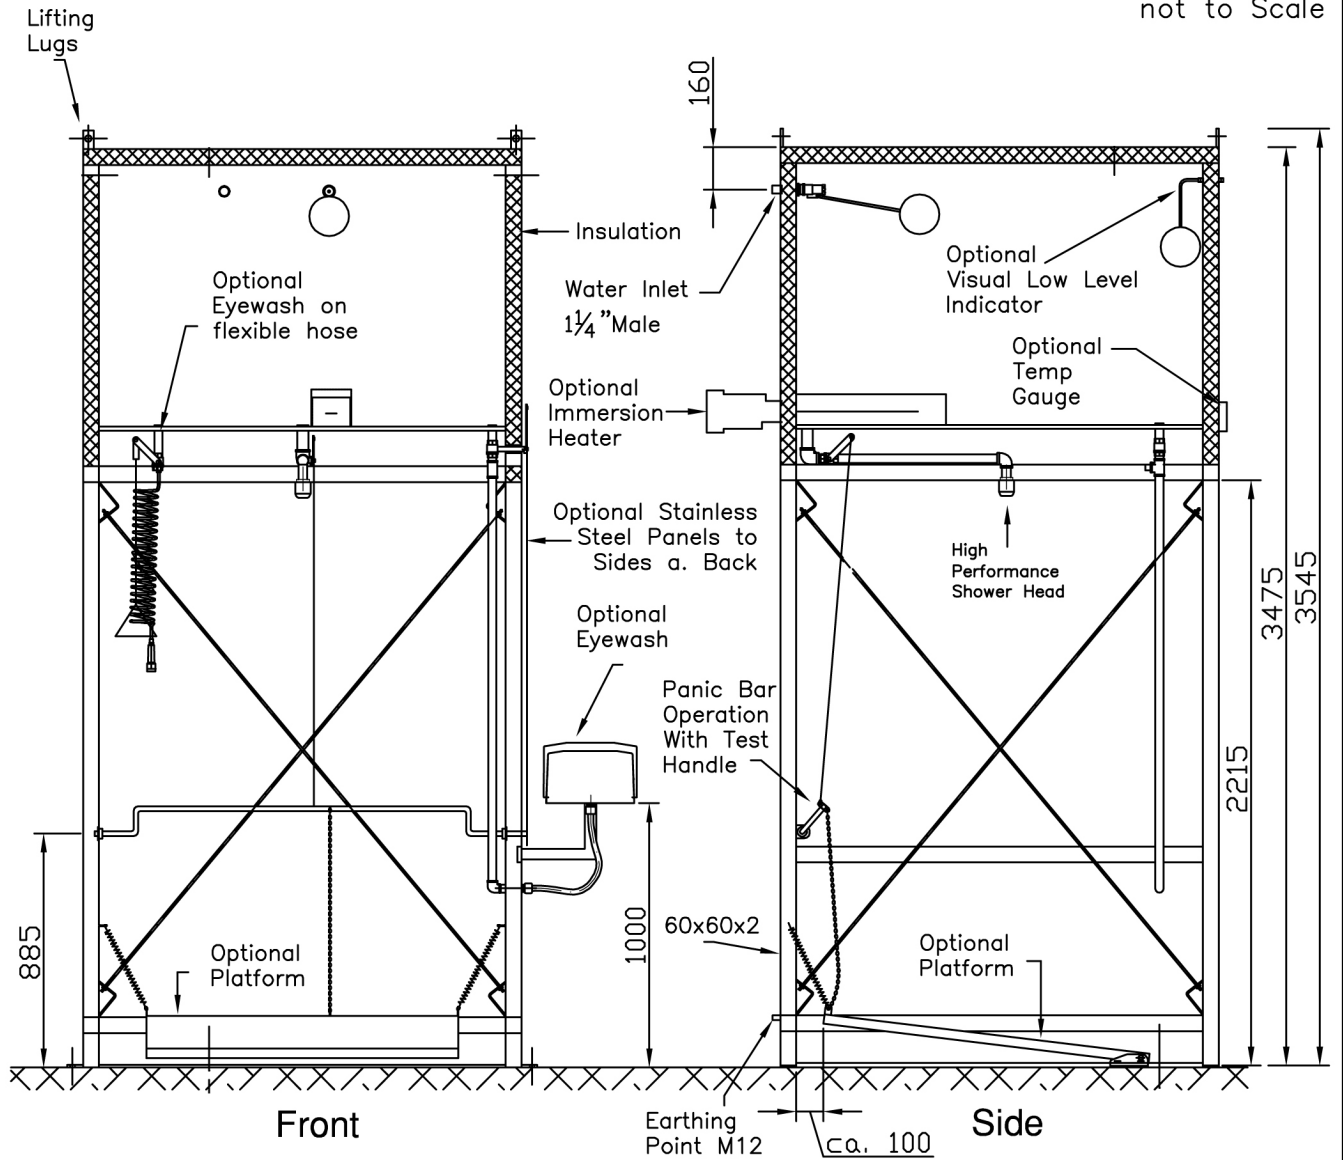 not to Scale
Lifting
Lugs
160
Insulation
Optional
Eyewash on
flexible hose
Water Inlet
1¼"Male
Optional
Visual Low Level
Indicator
Optional
Temp
Gauge
Optional
Immersion
Heater
Optional Stainless
Steel Panels to
Sides a. Back
High
Performance
Shower Head
3475
3545
Optional
Eyewash
Panic Bar
Operation
With Test
Handle
2215
885
1000
60x60x2
Optional
Platform
Optional
Platform
Earthing
Point M12
ca. 100
Front
Side